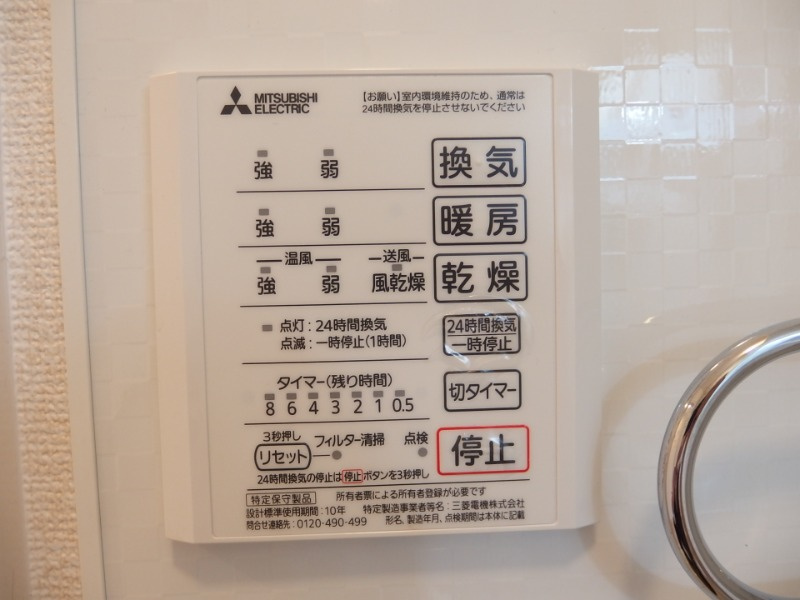 MITSUBISHI
ELECTRIC
【お願い】室内環境維持のため、通常は
24時間換気を停止させないでください
強 弱 換気
強 弱 暖房
温風 送風
強 弱 風乾燥 乾燥
点灯：24時間換気
点滅：一時停止(1時間)
24時間換気
一時停止
タイマー(残り時間)
8 6 4 3 2 1 0.5
切タイマー
3秒押し
リセット フィルター清掃 点検
停止
24時間換気の停止は停止ボタンを3秒押し
特定保守製品 所有者票による所有者登録が必要です
設計標準使用期間：10年 特定製造事業者等名：三菱電機株式会社
問合せ連絡先：0120-490-499 形名、製造年月、点検期間は本体に記載